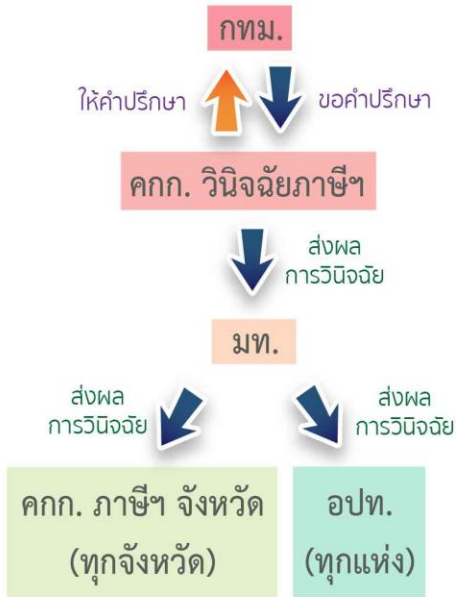 กทม.
ให้คำปรึกษา
ขอคำปรึกษา
คกก. วินิจฉัยภาษีฯ
ส่งผล
การวินิจฉัย
มท.
ส่งผล
การวินิจฉัย
ส่งผล
การวินิจฉัย
คกก. ภาษีฯ จังหวัด
(ทุกจังหวัด)
อปท.
(ทุกแห่ง)